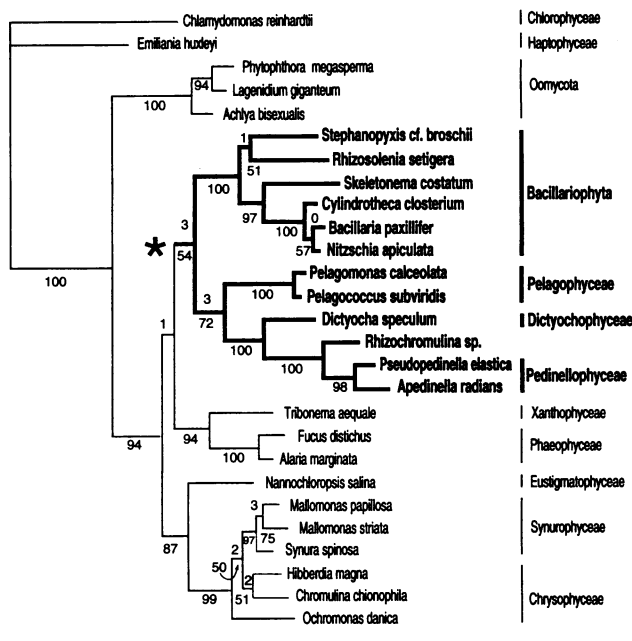 Chlamydomonas reinhardtii Chlorophyceae
Emiliania huxleyi Haptophyceae
Phytophthora megasperma
94 Lagenidium giganteum Oomycota
100 Achlya bisexualis
1 Stephanopyxis cf. broschii
51 Rhizosolenia setigera
100 Skeletonema costatum
Cylindrotheca closterium Bacillariophyta
97 100 0
3 Bacillaria paxillifer
* 54 57 Nitzschia apiculata
100 Pelagomonas calceolata Pelagophyceae
100 3 Pelagococcus subviridis
72 Dictyocha speculum Dictyochophyceae
1 100 Rhizochromulina sp.
100 Pseudopedinella elastica Pedinellophyceae
98 Apedinella radians
Tribonema aequale Xanthophyceae
94 94 Fucus distichus Phaeophyceae
100 Alaria marginata
Nannochloropsis salina Eustigmatophyceae
3 Mallomonas papillosa
87 97 75 Mallomonas striata Synurophyceae
2 Synura spinosa
50 2 Hibberdia magna
99 51 Chromulina chionophila Chrysophyceae
Ochromonas danica